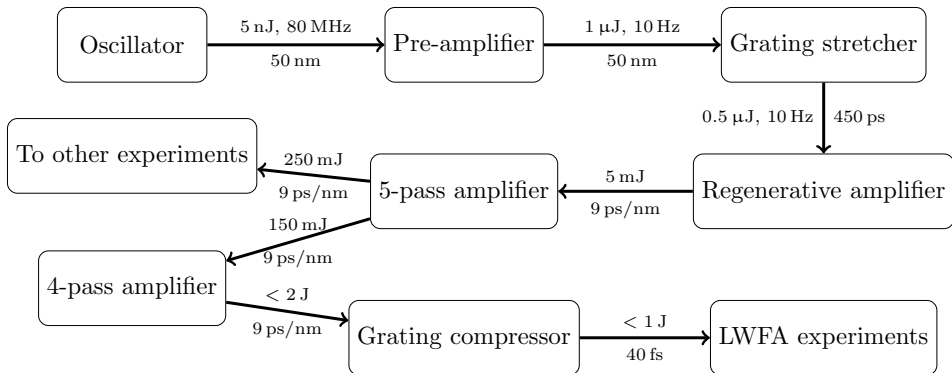 Oscillator
5 nJ, 80 MHz
50 nm
Pre-amplifier
1 µJ, 10 Hz
50 nm
Grating stretcher
0.5 µJ, 10 Hz
450 ps
Regenerative amplifier
5 mJ
9 ps/nm
5-pass amplifier
250 mJ
9 ps/nm
To other experiments
150 mJ
9 ps/nm
4-pass amplifier
< 2 J
9 ps/nm
Grating compressor
< 1 J
40 fs
LWFA experiments